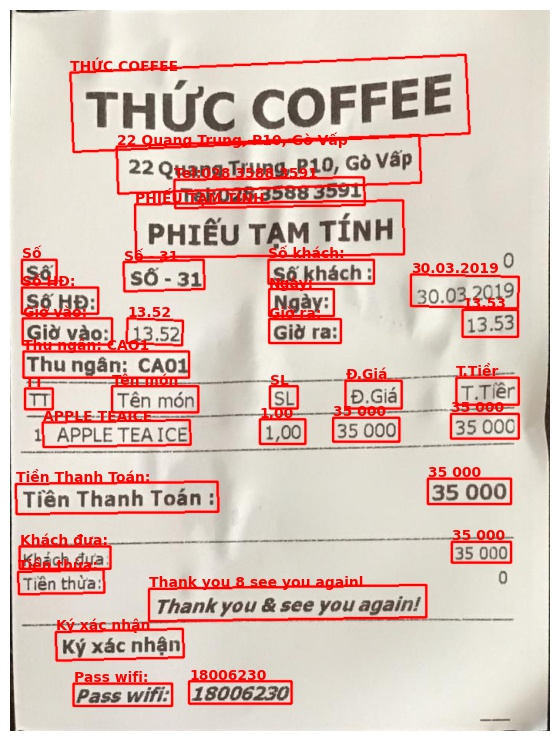 THỨC COFFEE
THỨC COFFEE
22 Quang Trung, P10, Gò Vấp
22 Quang Trung, P10, Gò Vấp
Tel:028 3588 3591
Tel:028 3588 3591
PHIẾU TẠM TÍNH
PHIẾU TẠM TÍNH
Số Số - 31 Số khách:
Số SỐ - 31 Số khách : 0
Số HĐ: Ngày: 30.03.2019
Số HĐ: Ngày: 30.03.2019
Giờ vào: 13.52 Giờ ra: 13.53
Giờ vào: 13.52 Giờ ra: 13.53
Thu ngân: CAO1
Thu ngân: CA01
TT Tên món SL Đ.Giá T.Tiền
TT Tên món SL Đ.Giá T.Tiền
APPLE TEAICE 1,00 35 000 35 000
1 APPLE TEA ICE 1,00 35 000 35 000
Tiền Thanh Toán: 35 000
Tiền Thanh Toán : 35 000
Khách đưa: 35 000
Khách đưa: 35 000
Tiền thừa:
Tiền thừa: 0
Thank you 8 see you again!
Thank you & see you again!
Ký xác nhận
Ký xác nhận
Pass wifi: 18006230
Pass wifi: 18006230